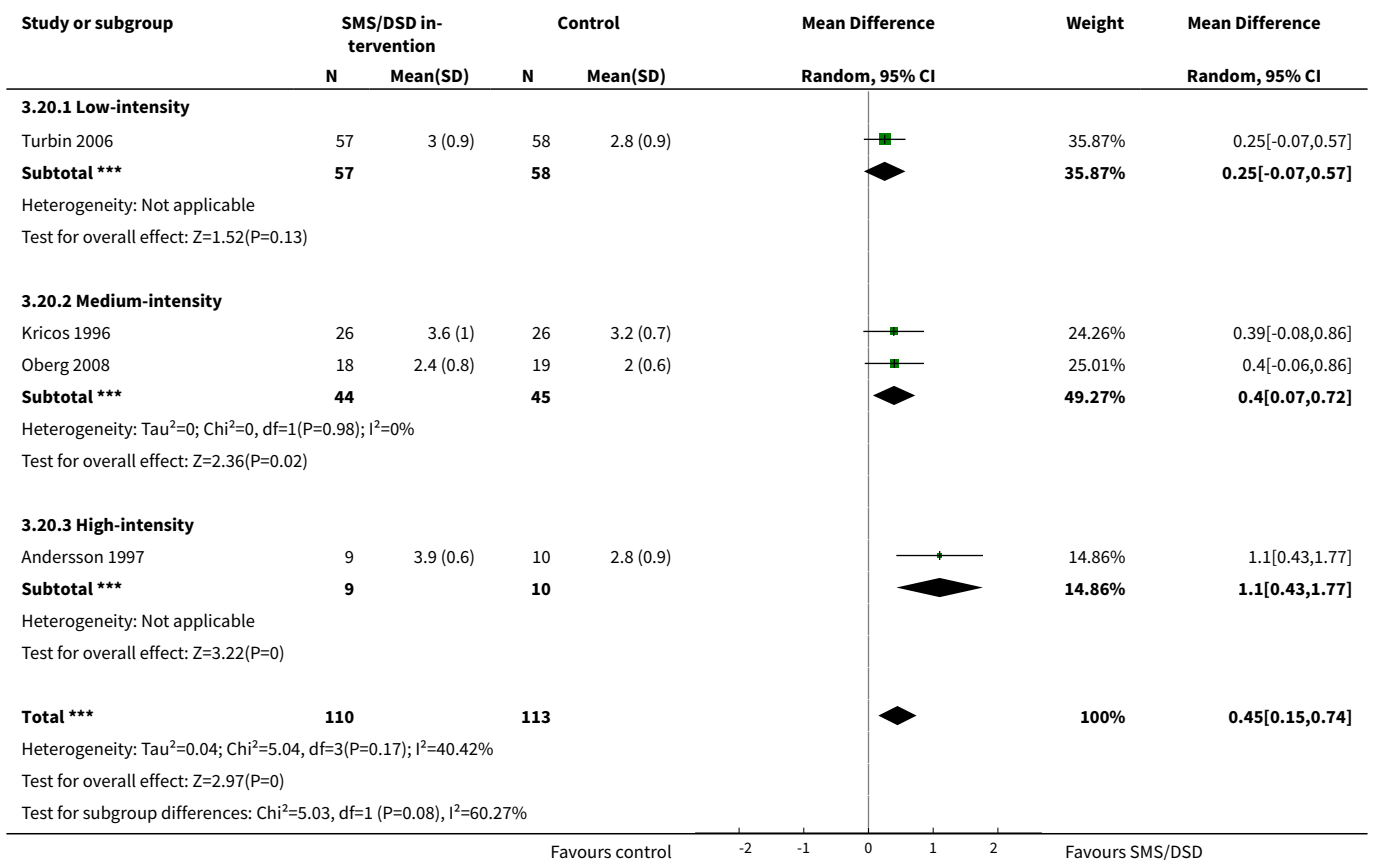 Study or subgroup SMS/DSD in- Control Mean Difference Weight Mean Difference
tervention
N Mean(SD) N Mean(SD) Random, 95% CI Random, 95% CI
3.20.1 Low-intensity
Turbin 2006 57 3 (0.9) 58 2.8 (0.9) 35.87% 0.25[-0.07,0.57]
Subtotal *** 57 58 35.87% 0.25[-0.07,0.57]
Heterogeneity: Not applicable
Test for overall effect: Z=1.52(P=0.13)
3.20.2 Medium-intensity
Kricos 1996 26 3.6 (1) 26 3.2 (0.7) 24.26% 0.39[-0.08,0.86]
Oberg 2008 18 2.4 (0.8) 19 2 (0.6) 25.01% 0.4[-0.06,0.86]
Subtotal *** 44 45 49.27% 0.4[0.07,0.72]
Heterogeneity: Tau²=0; Chi²=0, df=1(P=0.98); I²=0%
Test for overall effect: Z=2.36(P=0.02)
3.20.3 High-intensity
Andersson 1997 9 3.9 (0.6) 10 2.8 (0.9) 14.86% 1.1[0.43,1.77]
Subtotal *** 9 10 14.86% 1.1[0.43,1.77]
Heterogeneity: Not applicable
Test for overall effect: Z=3.22(P=0)
Total *** 110 113 100% 0.45[0.15,0.74]
Heterogeneity: Tau²=0.04; Chi²=5.04, df=3(P=0.17); I²=40.42%
Test for overall effect: Z=2.97(P=0)
Test for subgroup differences: Chi²=5.03, df=1 (P=0.08), I²=60.27%
Favours control -2 -1 0 1 2 Favours SMS/DSD